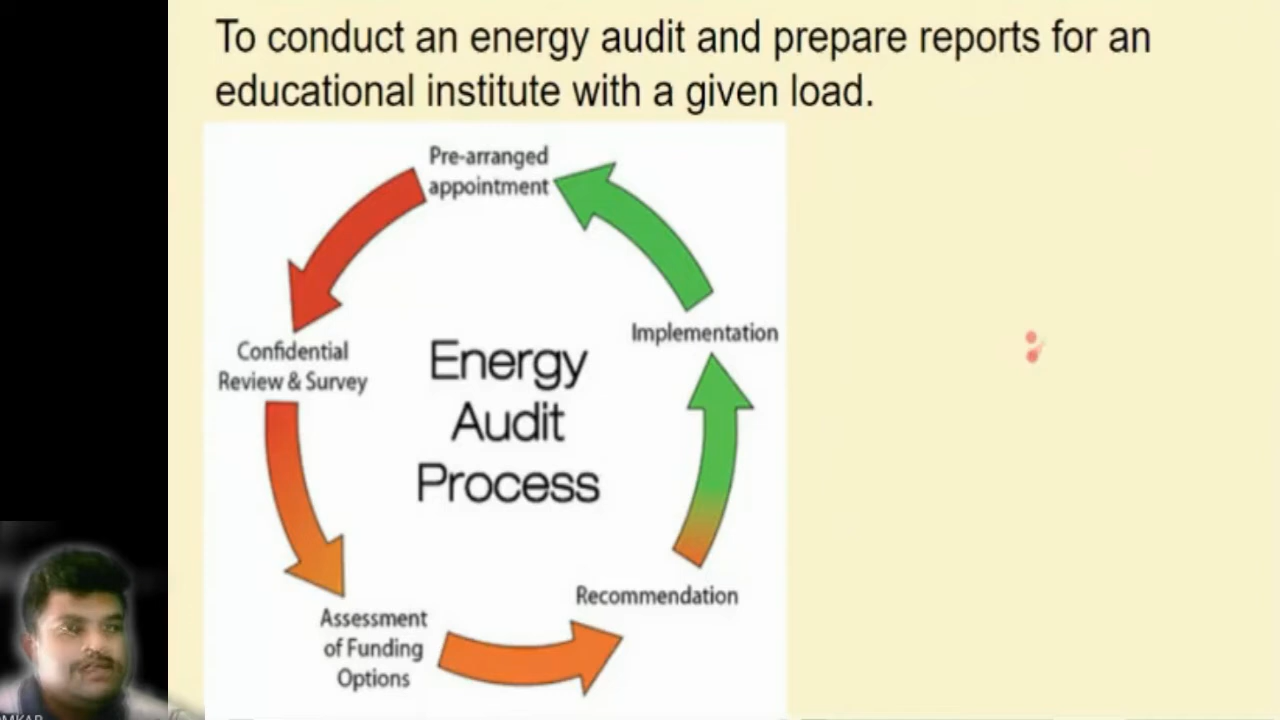 To conduct an energy audit and prepare reports for an
educational institute with a given load.
Pre-arranged
appointment
Confidential
Review & Survey
Implementation
Energy
Audit
Process
Recommendation
Assessment
of Funding
Options